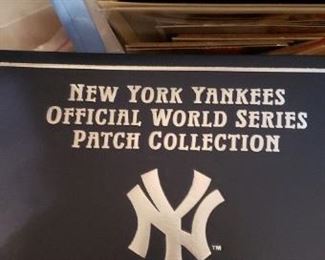 NEW YORK YANKEES
OFFICIAL WORLD SERIES
PATCH COLLECTION
NY
TM